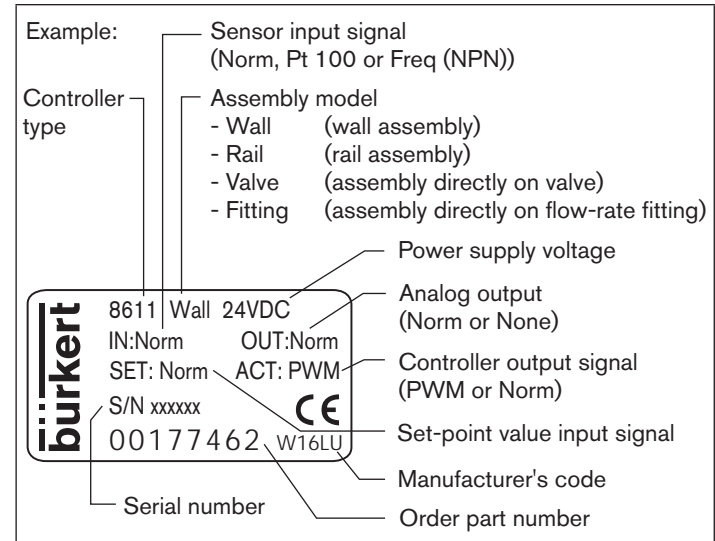 Example:
Sensor input signal
(Norm, Pt 100 or Freq (NPN))
Controller
type
Assembly model
- Wall (wall assembly)
- Rail (rail assembly)
- Valve (assembly directly on valve)
- Fitting (assembly directly on flow-rate fitting)
Power supply voltage
Analog output
(Norm or None)
Controller output signal
(PWM or Norm)
Set-point value input signal
Manufacturer's code
Order part number
Serial number
bürkert
8611 Wall 24VDC
IN:Norm OUT:Norm
SET: Norm ACT: PWM
S/N xxxxxx CE
00177462 W16LU